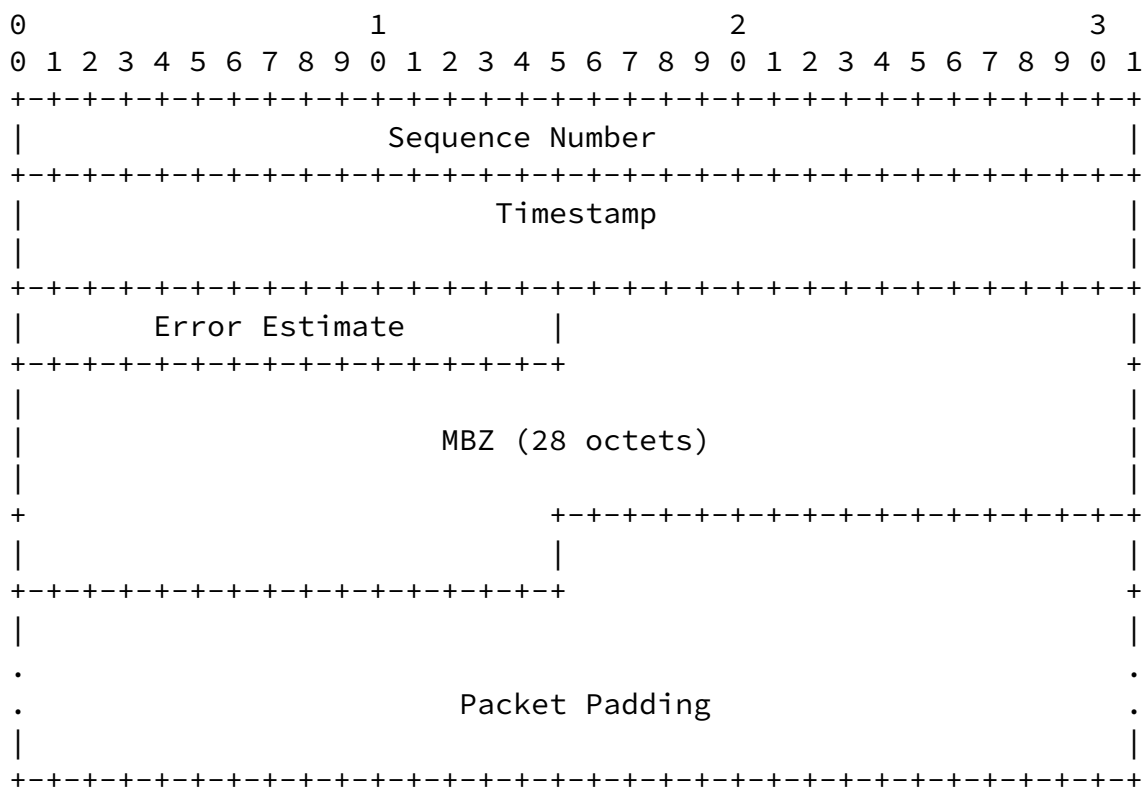 0                   1                   2                   3
0 1 2 3 4 5 6 7 8 9 0 1 2 3 4 5 6 7 8 9 0 1 2 3 4 5 6 7 8 9 0 1
+-+-+-+-+-+-+-+-+-+-+-+-+-+-+-+-+-+-+-+-+-+-+-+-+-+-+-+-+-+-+-+
|                    Sequence Number                          |
+-+-+-+-+-+-+-+-+-+-+-+-+-+-+-+-+-+-+-+-+-+-+-+-+-+-+-+-+-+-+-+
|                          Timestamp                          |
|                                                             |
+-+-+-+-+-+-+-+-+-+-+-+-+-+-+-+-+-+-+-+-+-+-+-+-+-+-+-+-+-+-+-+
|       Error Estimate        |                               |
+-+-+-+-+-+-+-+-+-+-+-+-+-+-+-+                               +
|                                                             |
|                       MBZ (28 octets)                       |
|                                                             |
+                             +-+-+-+-+-+-+-+-+-+-+-+-+-+-+-+-+
|                             |                               |
+-+-+-+-+-+-+-+-+-+-+-+-+-+-+-+                               +
|                                                             |
.                                                             .
.                        Packet Padding                       .
|                                                             |
+-+-+-+-+-+-+-+-+-+-+-+-+-+-+-+-+-+-+-+-+-+-+-+-+-+-+-+-+-+-+-+